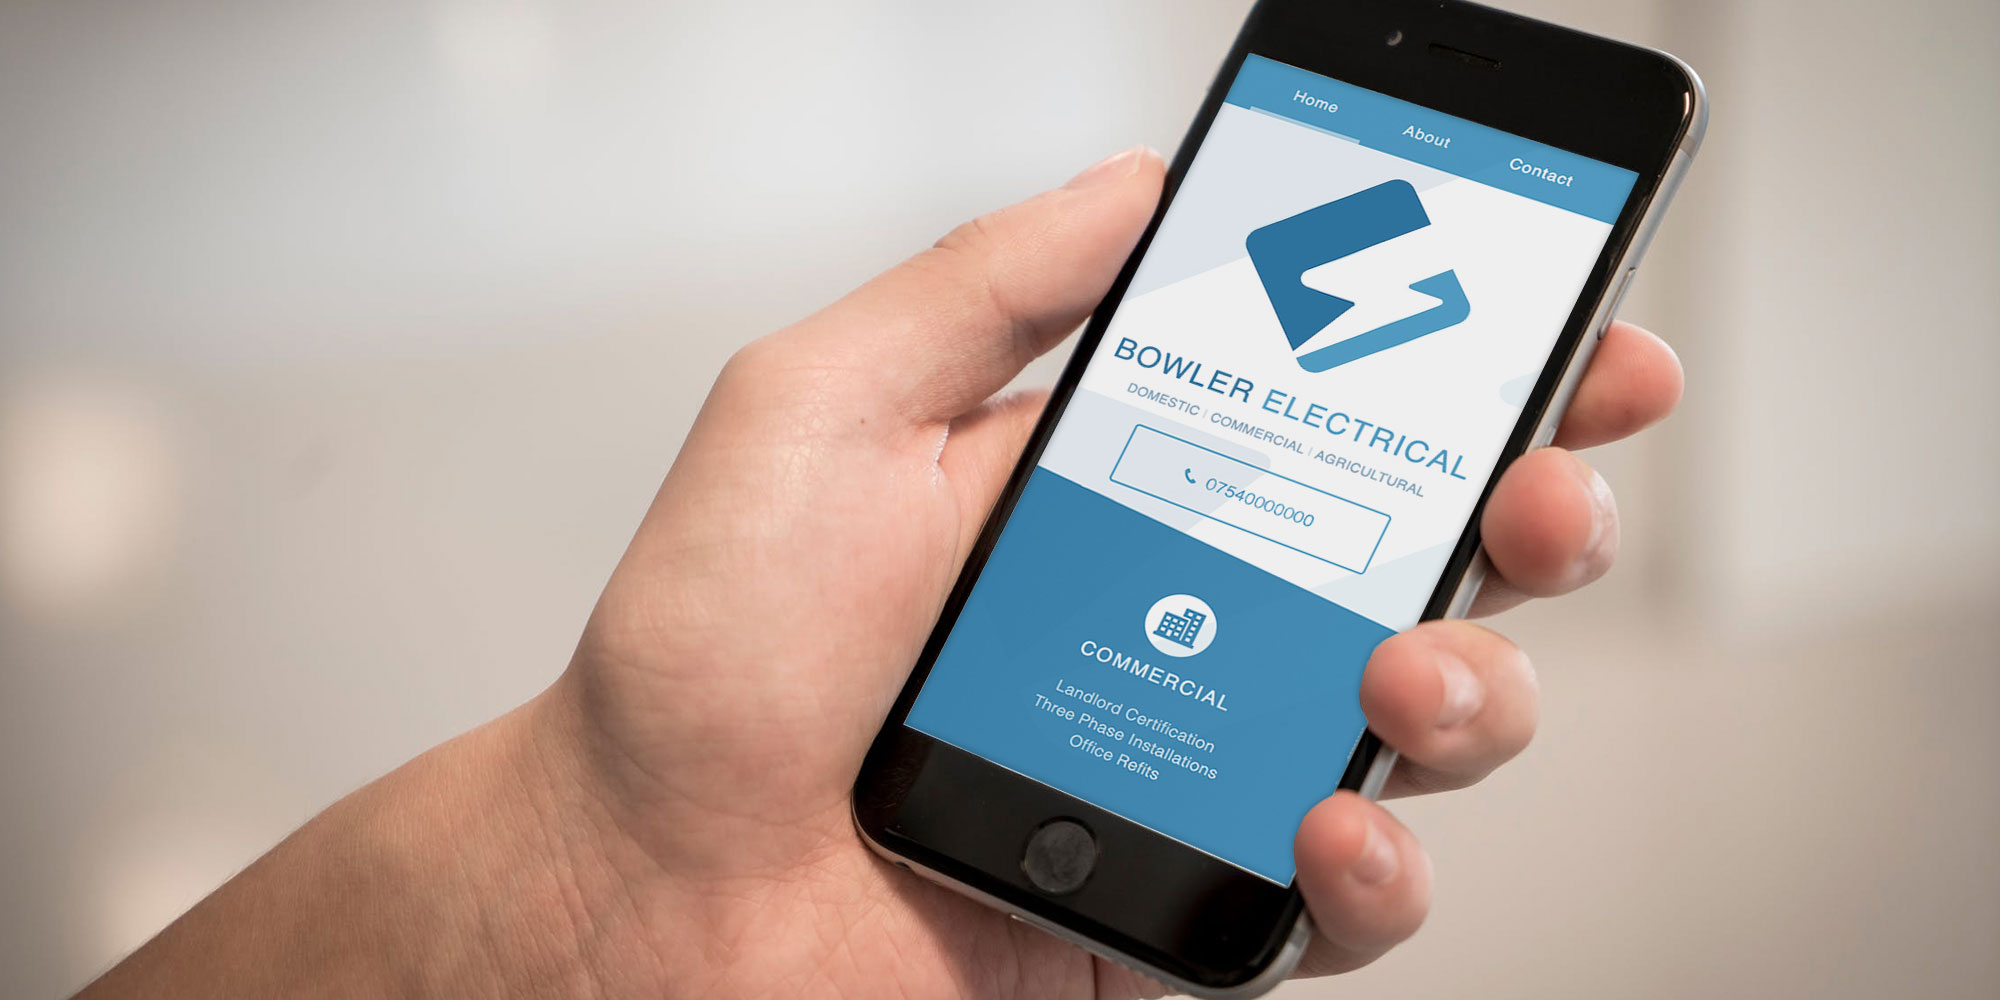 Home About Contact
BOWLER ELECTRICAL
DOMESTIC | COMMERCIAL | AGRICULTURAL
07540000000
COMMERCIAL
Landlord Certification
Three Phase Installations
Office Refits